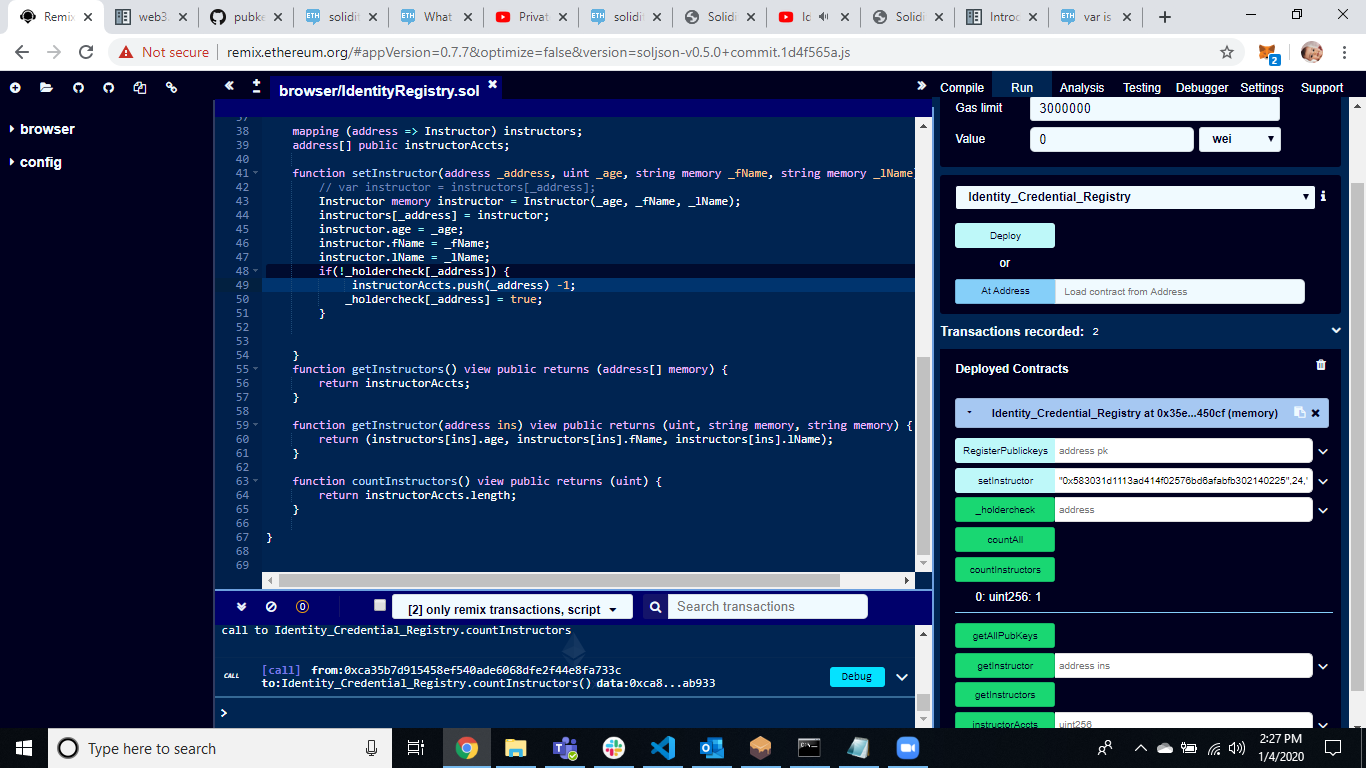 Remix
web3.
pubke
solidit
What
Privat
solidit
Solidi
Ic
Solidi
Introc
var is
Not secure
remix.ethereum.org/#appVersion=0.7.7&optimize=false&version=soljson-v0.5.0+commit.1d4f565a.js
2
browser
config
browser/IdentityRegistry.sol
37
38 mapping (address => Instructor) instructors;
39 address[] public instructorAccts;
40
41 function setInstructor(address _address, uint _age, string memory _fName, string memory _lName)
42 // var instructor = instructors[_address];
43 Instructor memory instructor = Instructor(_age, _fName, _lName);
44 instructors[_address] = instructor;
45 instructor.age = _age;
46 instructor.fName = _fName;
47 instructor.lName = _lName;
48 if(!_holdercheck[_address]) {
49 instructorAccts.push(_address) -1;
50 _holdercheck[_address] = true;
51 }
52
53
54 }
55 function getInstructors() view public returns (address[] memory) {
56 return instructorAccts;
57 }
58
59 function getInstructor(address ins) view public returns (uint, string memory, string memory) {
60 return (instructors[ins].age, instructors[ins].fName, instructors[ins].lName);
61 }
62
63 function countInstructors() view public returns (uint) {
64 return instructorAccts.length;
65 }
66
67 }
68
69
0
[2] only remix transactions, script
Search transactions
call to Identity_Credential_Registry.countInstructors
CALL
[call] from:0xca35b7d915458ef540ade6068dfe2f44e8fa733c
to:Identity_Credential_Registry.countInstructors() data:0xca8...ab933
Debug
>
Compile
Run
Analysis
Testing
Debugger
Settings
Support
Gas limit
3000000
Value
0
wei
Identity_Credential_Registry
Deploy
or
At Address
Load contract from Address
Transactions recorded: 2
Deployed Contracts
Identity_Credential_Registry at 0x35e...450cf (memory)
RegisterPublickeys
address pk
setInstructor
"0x583031d1113ad414f02576bd6afabfb302140225",24,"
_holdercheck
address
countAll
countInstructors
0: uint256: 1
getAllPubKeys
getInstructor
address ins
getInstructors
instructorAccts
uint256
Type here to search
2:27 PM
1/4/2020